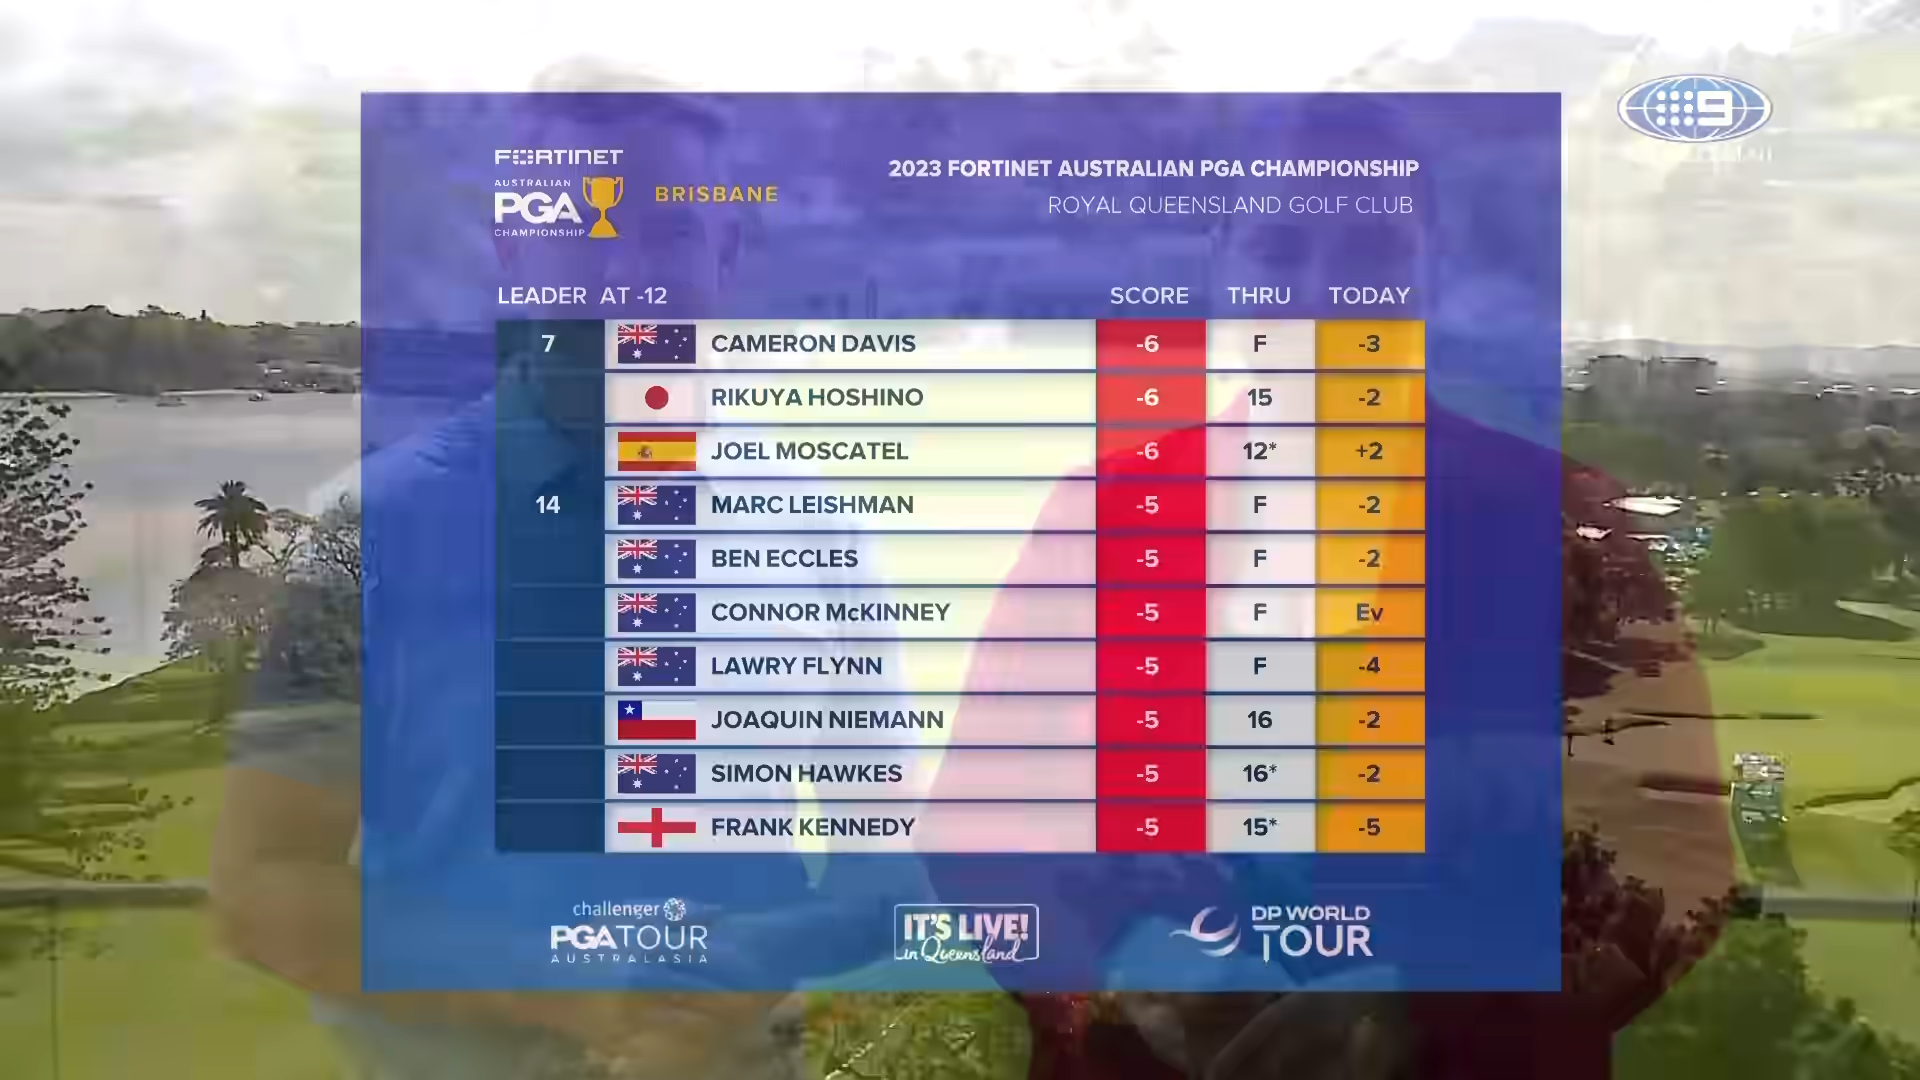 FORTINET
AUSTRALIAN
PGA
CHAMPIONSHIP
BRISBANE
2023 FORTINET AUSTRALIAN PGA CHAMPIONSHIP
ROYAL QUEENSLAND GOLF CLUB
9
LEADER AT -12 SCORE THRU TODAY
7 CAMERON DAVIS -6 F -3
RIKUYA HOSHINO -6 15 -2
JOEL MOSCATEL -6 12* +2
14 MARC LEISHMAN -5 F -2
BEN ECCLES -5 F -2
CONNOR McKINNEY -5 F Ev
LAWRY FLYNN -5 F -4
JOAQUIN NIEMANN -5 16 -2
SIMON HAWKES -5 16* -2
FRANK KENNEDY -5 15* -5
challenger
PGA TOUR
AUSTRALASIA
IT'S LIVE!
in Queensland
DP WORLD
TOUR